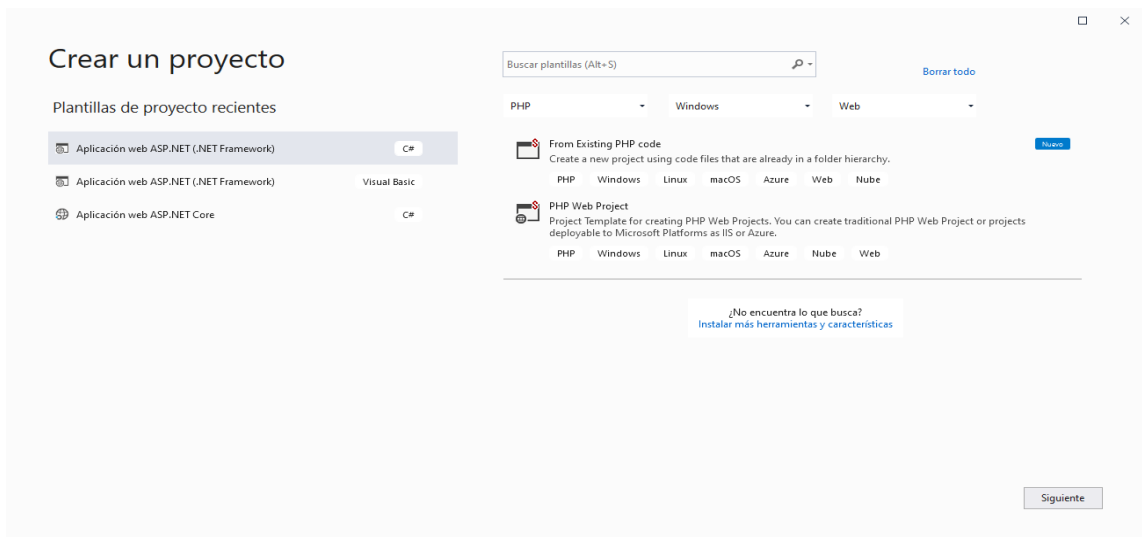 Crear un proyecto
Plantillas de proyecto recientes
Aplicación web ASP.NET (.NET Framework) C#
Aplicación web ASP.NET (.NET Framework) Visual Basic
Aplicación web ASP.NET Core C#
Buscar plantillas (Alt+S)
Borrar todo
PHP Windows Web
From Existing PHP code Nuevo
Create a new project using code files that are already in a folder hierarchy.
PHP Windows Linux macOS Azure Web Nube
PHP Web Project
Project Template for creating PHP Web Projects. You can create traditional PHP Web Project or projects
deployable to Microsoft Platforms as IIS or Azure.
PHP Windows Linux macOS Azure Nube Web
¿No encuentra lo que busca?
Instalar más herramientas y características
Siguiente